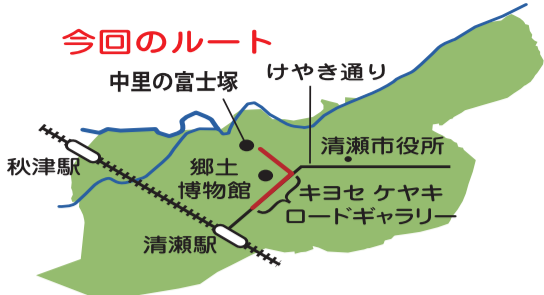 今回のルート
中里の富士塚
けやき通り
清瀬市役所
秋津駅
郷土
博物館
キヨセ ケヤキ
ロードギャラリー
清瀬駅